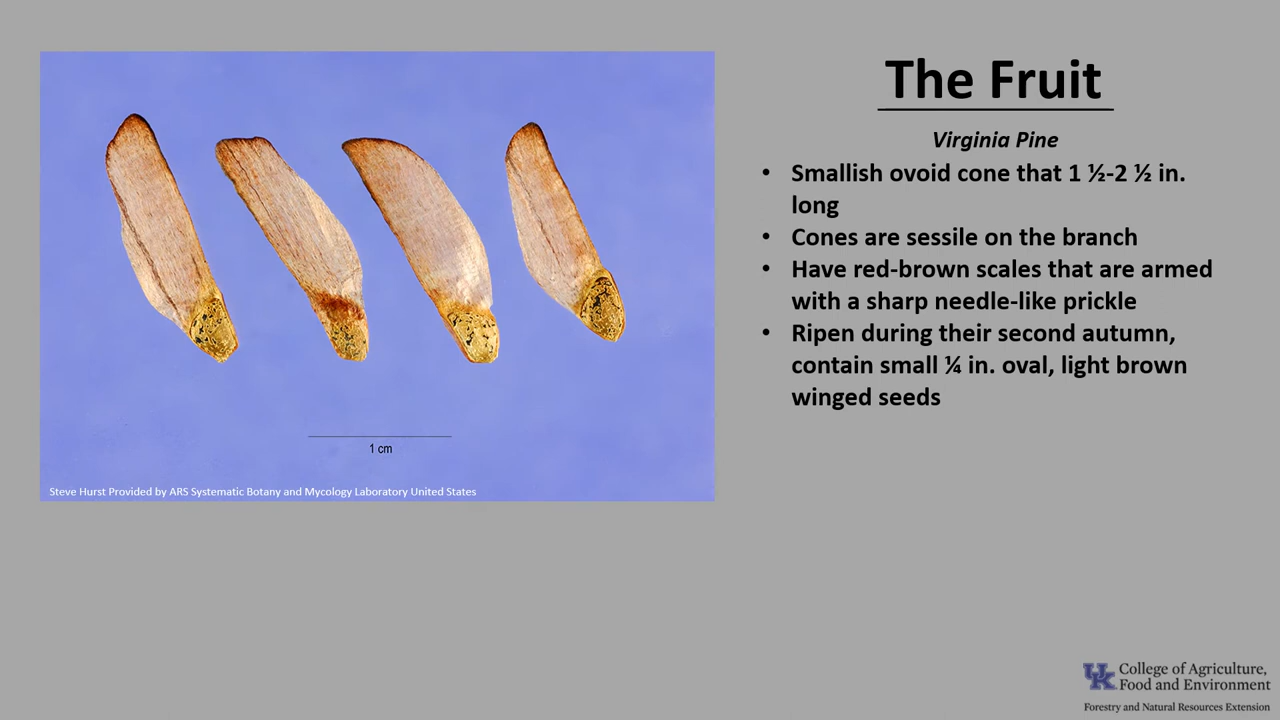 The Fruit
Virginia Pine
• Smallish ovoid cone that 1 ½-2 ½ in.
long
• Cones are sessile on the branch
• Have red-brown scales that are armed
with a sharp needle-like prickle
• Ripen during their second autumn,
contain small ¼ in. oval, light brown
winged seeds
1 cm
Steve Hurst Provided by ARS Systematic Botany and Mycology Laboratory United States
UK College of Agriculture,
Food and Environment
Forestry and Natural Resources Extension